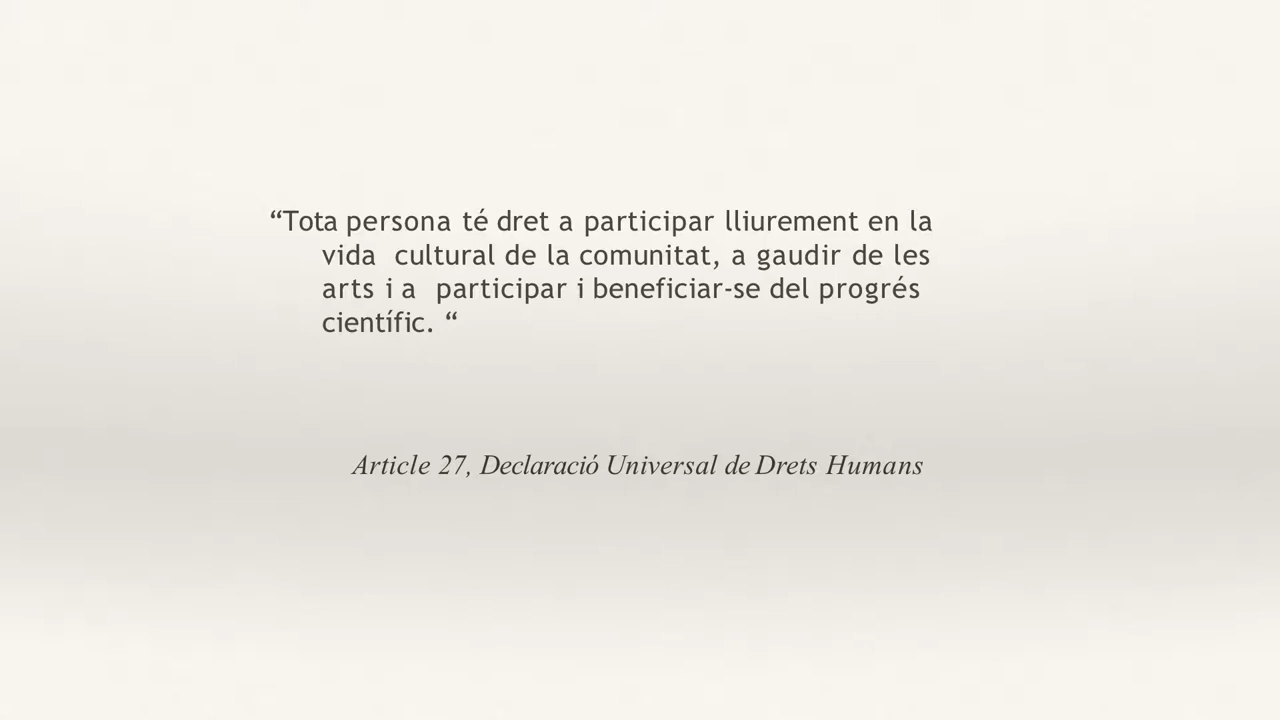 “Tota persona té dret a participar lliurement en la
vida cultural de la comunitat, a gaudir de les
arts i a participar i beneficiar-se del progrés
científic. “
Article 27, Declaració Universal de Drets Humans